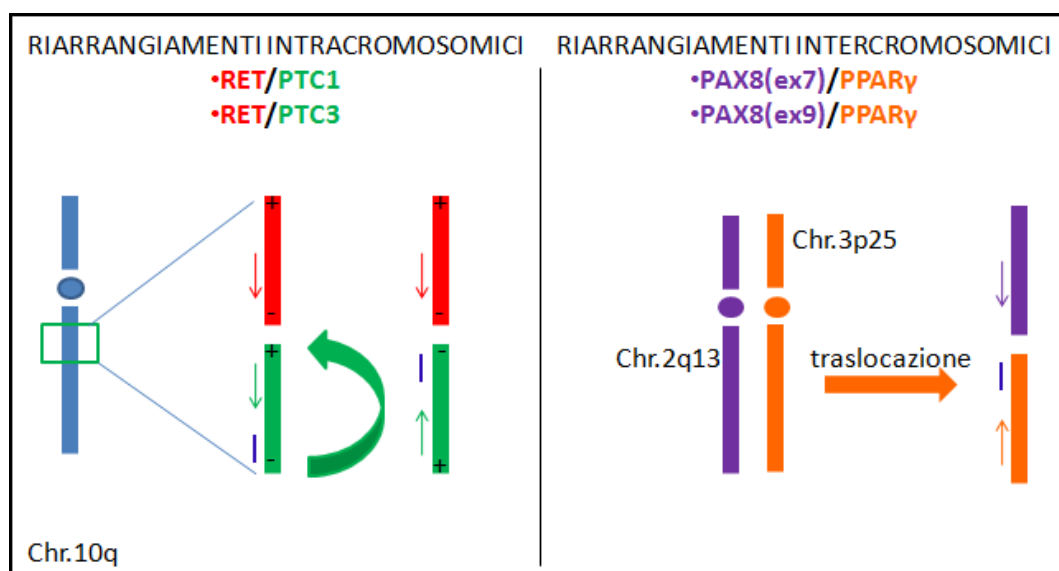 RIARRANGIAMENTI INTRACROMOSOMICI
•RET/PTC1
•RET/PTC3
+
+
-
+
-
-
+
Chr.10q
RIARRANGIAMENTI INTERCROMOSOMICI
•PAX8(ex7)/PPARγ
•PAX8(ex9)/PPARγ
Chr.3p25
Chr.2q13
traslocazione